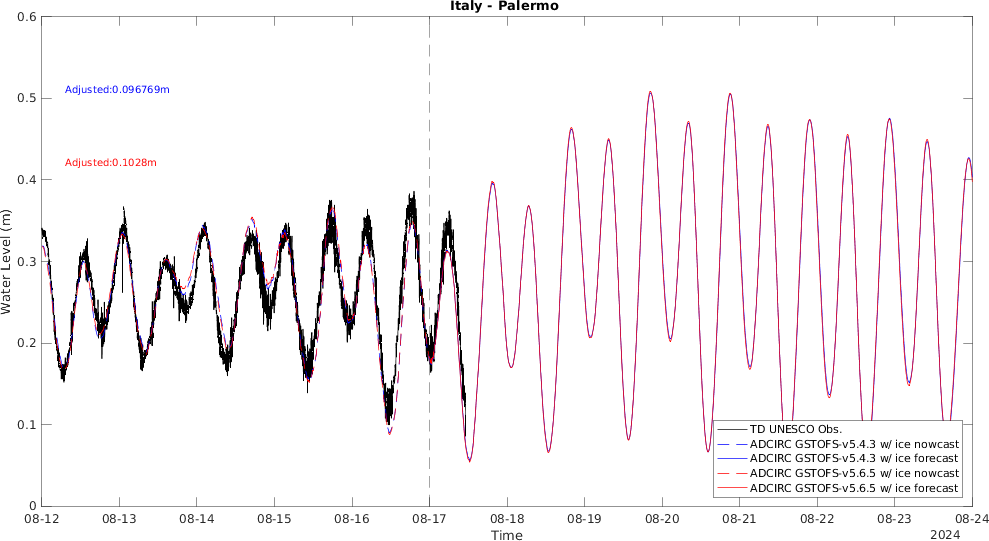 Italy - Palermo
0.6
0.5
0.4
0.3
0.2
0.1
0
Water Level (m)
Adjusted:0.096769m
Adjusted:0.1028m
TD UNESCO Obs.
ADCIRC GSTOFS-v5.4.3 w/ ice nowcast
ADCIRC GSTOFS-v5.4.3 w/ ice forecast
ADCIRC GSTOFS-v5.6.5 w/ ice nowcast
ADCIRC GSTOFS-v5.6.5 w/ ice forecast
08-12 08-13 08-14 08-15 08-16 08-17 08-18 08-19 08-20 08-21 08-22 08-23 08-24
Time
2024